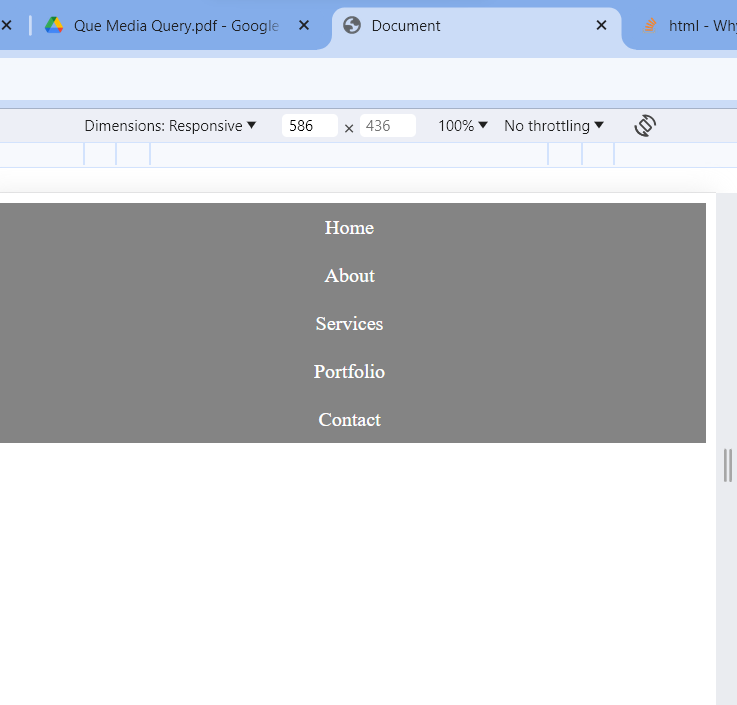 Que Media Query.pdf - Google
Document
html - Why
Dimensions: Responsive 586 × 436 100% No throttling
Home
About
Services
Portfolio
Contact